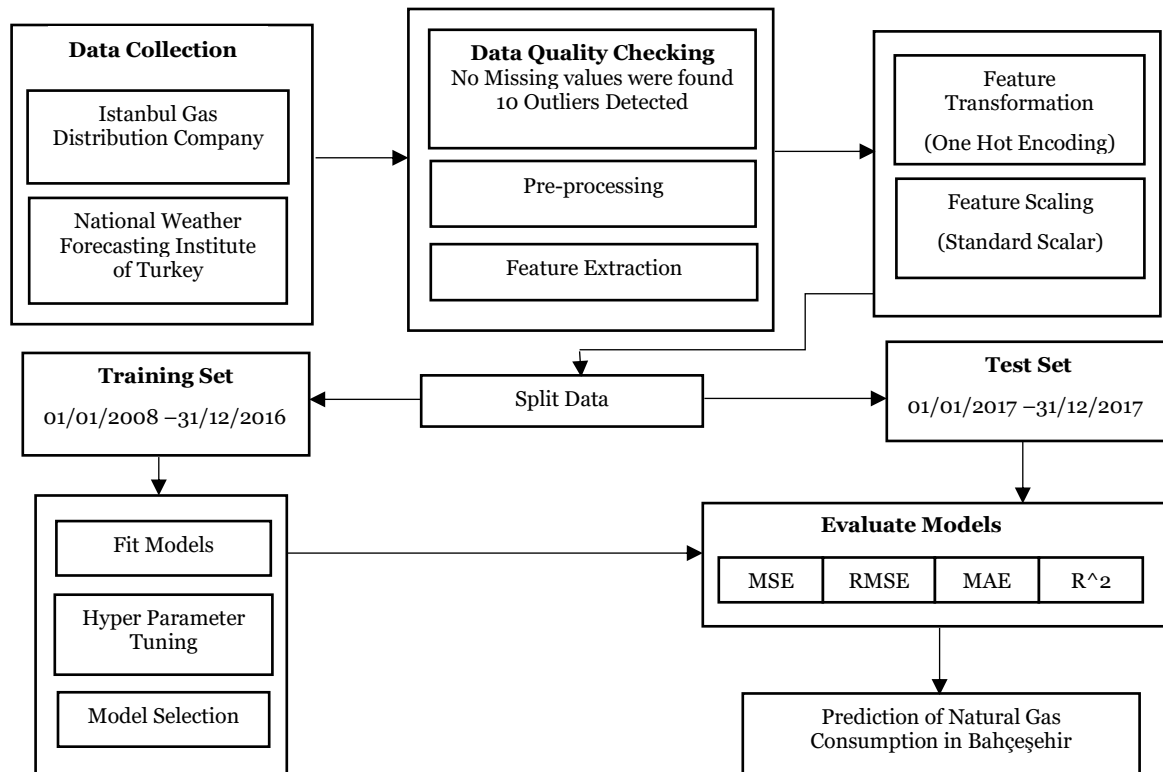 Data Collection
Istanbul Gas
Distribution Company
National Weather
Forecasting Institute
of Turkey
Data Quality Checking
No Missing values were found
10 Outliers Detected
Pre-processing
Feature Extraction
Feature
Transformation
(One Hot Encoding)
Feature Scaling
(Standard Scalar)
Training Set
01/01/2008 –31/12/2016
Split Data
Test Set
01/01/2017 –31/12/2017
Fit Models
Hyper Parameter
Tuning
Model Selection
Evaluate Models
MSE
RMSE
MAE
R^2
Prediction of Natural Gas
Consumption in Bahçeşehir